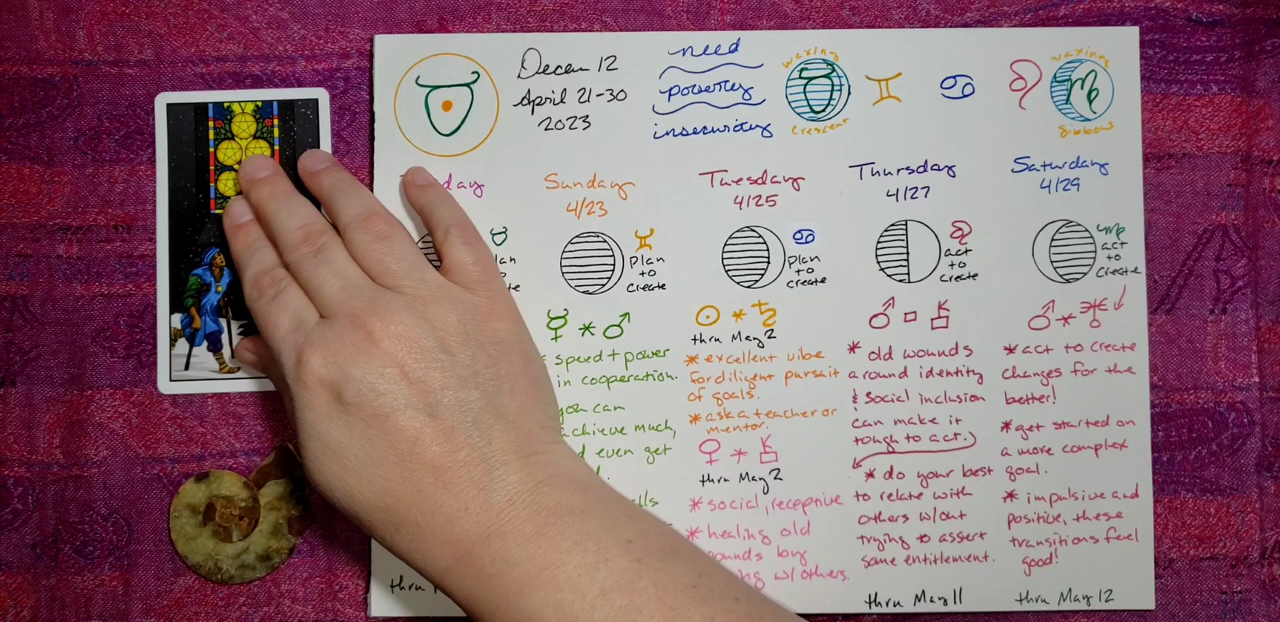 Decan 12
April 21-30
2023
need
poverty
insecurity
waxing
crescent
waxing
Gibbous
day
plan
to
Sunday
4/23
Plan
to
Create
* speed + power
in cooperation.
you can
achieve much,
even get
Tuesday
4/25
Plan
to
Create
thru May 2
* excellent vibe
for diligent pursuit
of goals.
* ask a teacher or
mentor.
thru May 2
* social, receptive
* healing old
w/ others.
Thursday
4/27
act
to
Create
* old wounds
around identity
& social inclusion
can make it
tough to act.)
* do your best
to relate with
others w/out
trying to assert
some entitlement.
thru May 11
Saturday
4/29
act
to
Create
* act to create
changes for the
better!
* get started on
a more complex
goal.
* impulsive and
positive, these
transitions feel
good!
thru May 12
thru